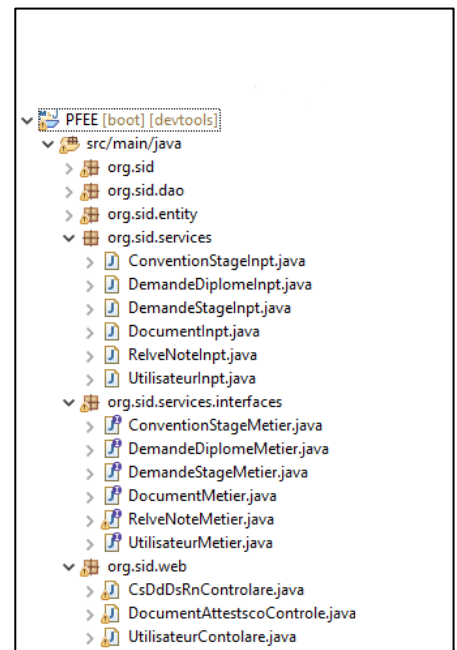 PFEE [boot] [devtools]
src/main/java
org.sid
org.sid.dao
org.sid.entity
org.sid.services
ConventionStageInpt.java
DemandeDiplomeInpt.java
DemandeStageInpt.java
DocumentInpt.java
RelveNoteInpt.java
UtilisateurInpt.java
org.sid.services.interfaces
ConventionStageMetier.java
DemandeDiplomeMetier.java
DemandeStageMetier.java
DocumentMetier.java
RelveNoteMetier.java
UtilisateurMetier.java
org.sid.web
CsDdDsRnControlare.java
DocumentAttestscoControle.java
UtilisateurContolare.java